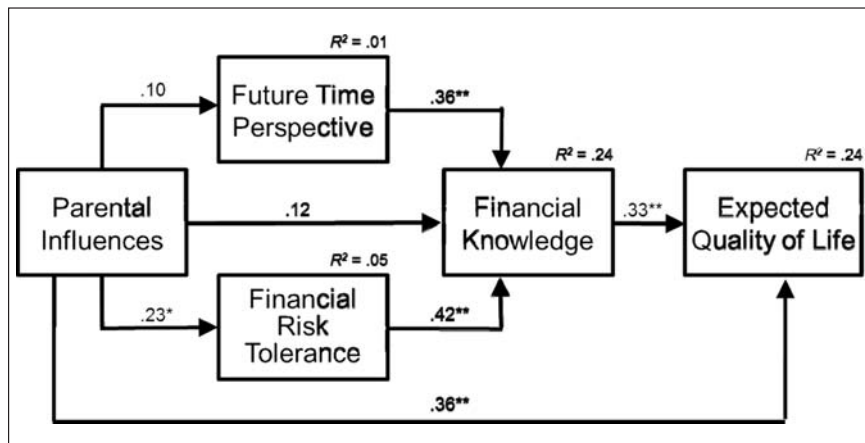 R² = .01
.10
Future Time
Perspective
.36**
R² = .24
R² = .24
Parental
Influences
.12
Financial
Knowledge
.33**
Expected
Quality of Life
R² = .05
.23*
Financial
Risk
Tolerance
.42**
.36**